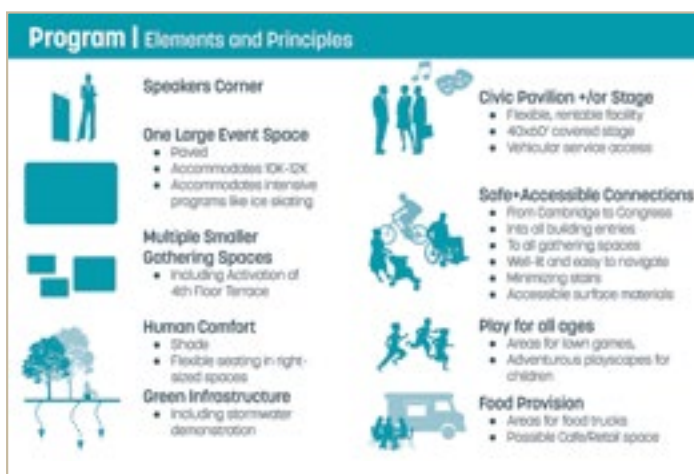 Program | Elements and Principles
Speakers Corner
One Large Event Space
• Paved
• Accommodates 10K-12K
• Accommodates intensive
programs like ice skating
Multiple Smaller
Gathering Spaces
• Including Activation of
4th Floor Terrace
Human Comfort
• Shade
• Flexible seating in right-
sized spaces
Green Infrastructure
• Including stormwater
demonstration
Civic Pavilion +/or Stage
• Flexible, rentable facility
• 40x60' covered stage
• Vehicular service access
Safe+Accessible Connections
• From Cambridge to Congress
• Into all building entries
• To all gathering spaces
• Well-lit and easy to navigate
• Minimizing stairs
• Accessible surface materials
Play for all ages
• Areas for lawn games,
• Adventurous playscapes for
children
Food Provision
• Areas for food trucks
• Possible Cafe/Retail space